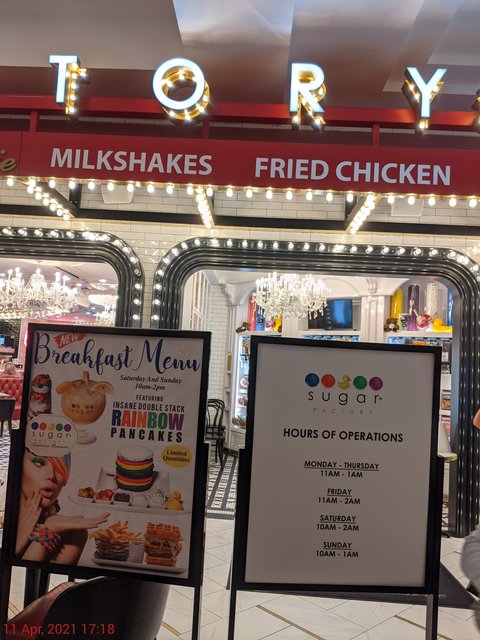 TORY
MILKSHAKES FRIED CHICKEN
NEW
Breakfast Menu
Saturday And Sunday
10am-2pm
FEATURING
INSANE DOUBLE STACK
RAINBOW
PANCAKES
Limited
Quantities
sugar
sugar
FACTORY
HOURS OF OPERATIONS
MONDAY - THURSDAY
11AM - 1AM
FRIDAY
11AM - 2AM
SATURDAY
10AM - 2AM
SUNDAY
10AM - 1AM
11 Apr, 2021 17:18